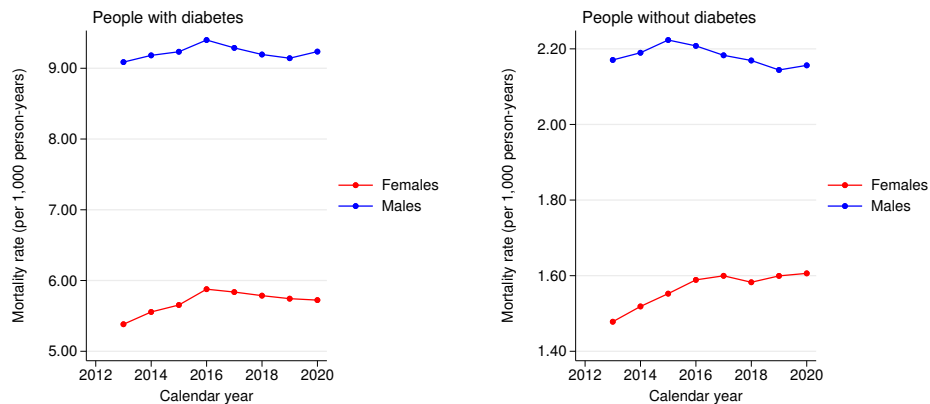 People with diabetes
Mortality rate (per 1,000 person-years)
9.00
8.00
7.00
6.00
5.00
2012 2014 2016 2018 2020
Calendar year
Females
Males
People without diabetes
Mortality rate (per 1,000 person-years)
2.20
2.00
1.80
1.60
1.40
2012 2014 2016 2018 2020
Calendar year
Females
Males